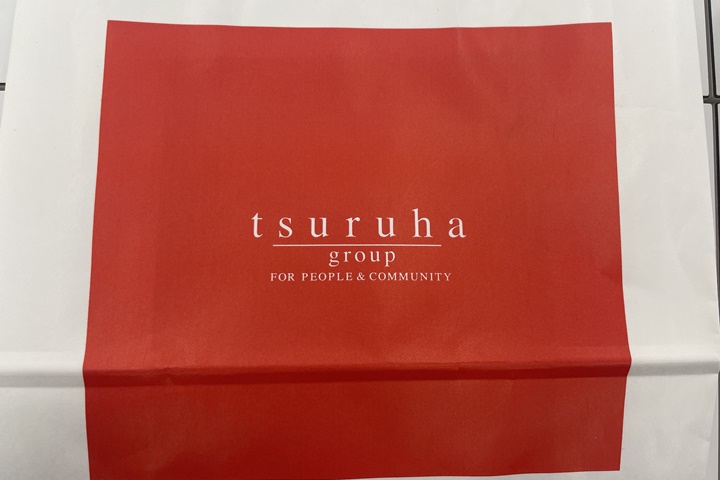 tsuruha
group
FOR PEOPLE & COMMUNITY